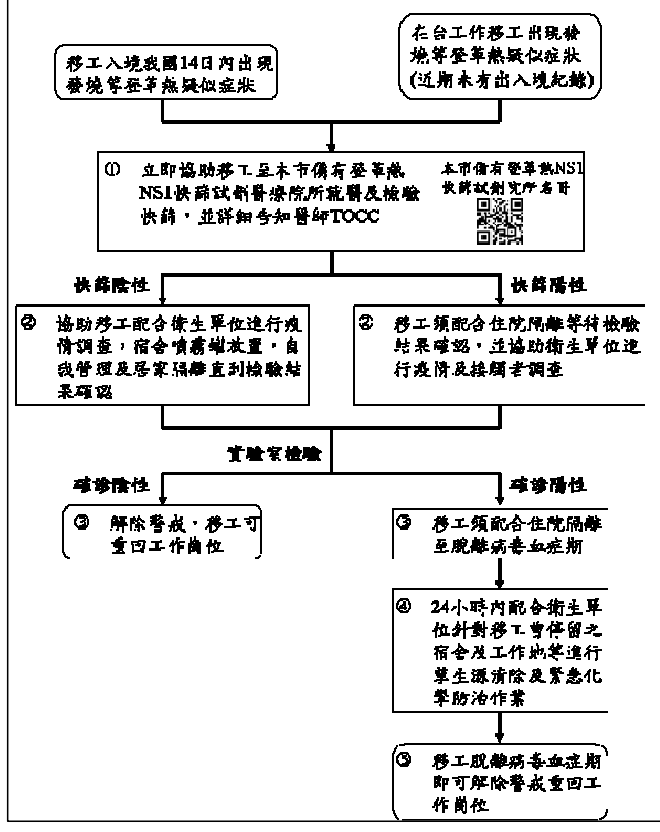 移工入境我國14日內出現
發燒等登革熱疑似症狀
在台工作移工出現發
燒等登革熱疑似症狀
(近期未有出入境紀錄)
① 立即協助移工至本市備有登革熱
NS1快篩試劑醫療院所就醫及檢驗
快篩，並詳細告知醫師TOCC
本市備有登革熱NS1
快篩試劑院所名冊
快篩陰性
快篩陽性
② 協助移工配合衛生單位進行疫
情調查，宿舍噴霧罐放置，自
我管理及居家隔離直到檢驗結
果確認
② 移工須配合住院隔離等待檢驗
結果確認，並協助衛生單位進
行疫情及接觸者調查
實驗室檢驗
確診陰性
確診陽性
③ 解除警戒，移工可
重回工作崗位
③ 移工須配合住院隔離
至脫離病毒血症期
④ 24小時內配合衛生單
位針對移工曾停留之
宿舍及工作地等進行
孳生源清除及緊急化
學防治作業
⑤ 移工脫離病毒血症期
即可解除警戒重回工
作崗位